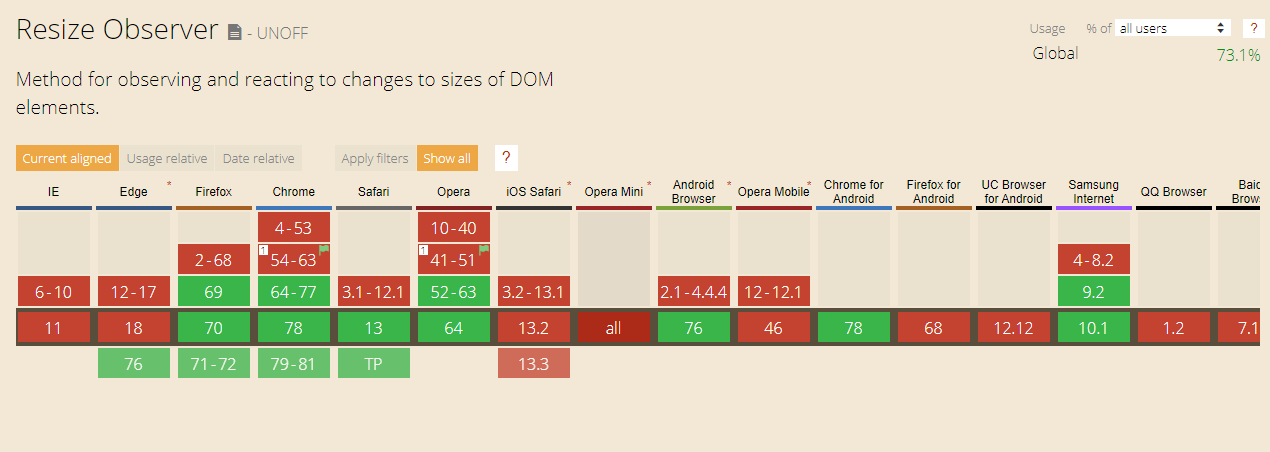 Resize Observer - UNOFF
Usage % of all users ?
Global 73.1%
Method for observing and reacting to changes to sizes of DOM
elements.
Current aligned Usage relative Date relative Apply filters Show all ?
IE Edge * Firefox Chrome Safari Opera iOS Safari * Opera Mini * Android Browser * Opera Mobile * Chrome for Android Firefox for Android UC Browser for Android Samsung Internet QQ Browser
4-53 10-40
2-68 1 54-63 1 41-51 4-8.2
6-10 12-17 69 64-77 3.1-12.1 52-63 3.2-13.1 2.1-4.4.4 12-12.1 9.2
11 18 70 78 13 64 13.2 all 76 46 78 68 12.12 10.1 1.2 7.1
76 71-72 79-81 TP 13.3